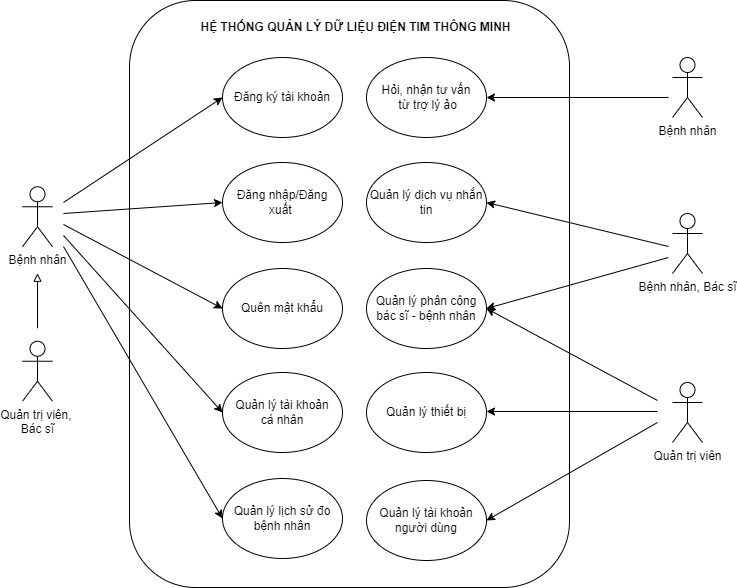 HỆ THỐNG QUẢN LÝ DỮ LIỆU ĐIỆN TIM THÔNG MINH
Đăng ký tài khoản
Hỏi, nhận tư vấn
từ trợ lý ảo
Bệnh nhân
Đăng nhập/Đăng
xuất
Quản lý dịch vụ nhắn
tin
Bệnh nhân
Bệnh nhân, Bác sĩ
Quên mật khẩu
Quản lý phân công
bác sĩ - bệnh nhân
Quản trị viên,
Bác sĩ
Quản lý tài khoản
cá nhân
Quản lý thiết bị
Quản trị viên
Quản lý lịch sử đo
bệnh nhân
Quản lý tài khoản
người dùng